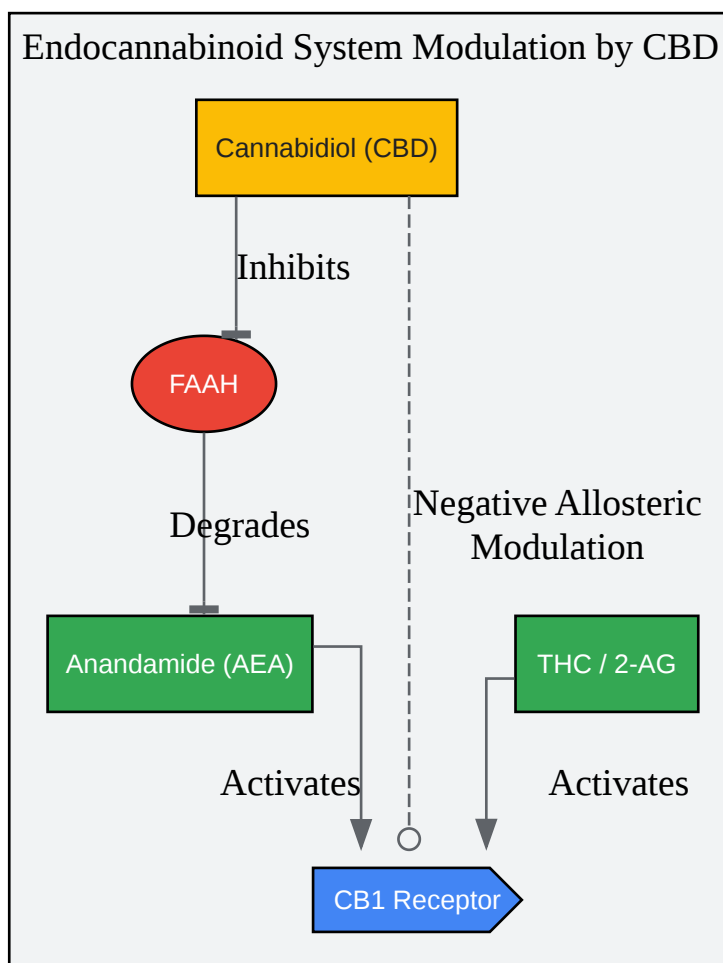 Endocannabinoid System Modulation by CBD
Cannabidiol (CBD)
Inhibits
FAAH
Degrades
Negative Allosteric
Modulation
Anandamide (AEA)
THC / 2-AG
Activates
Activates
CB1 Receptor